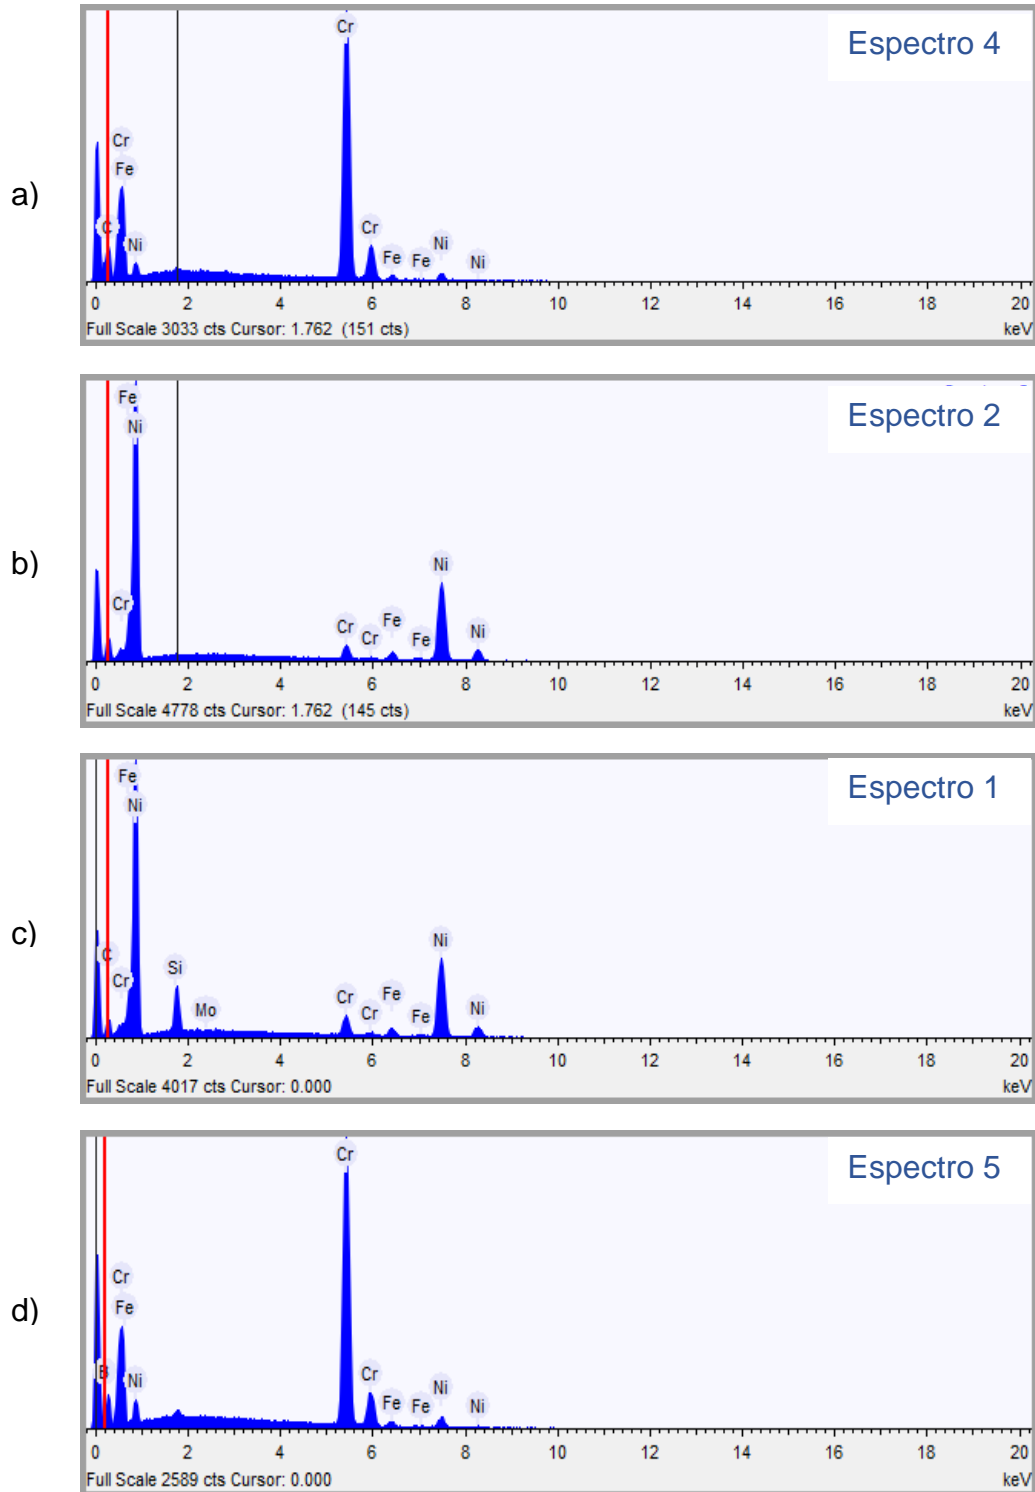 a)
Espectro 4
Cr
Cr
Fe
C
Ni
Cr
Fe
Fe
Ni
Ni
0 2 4 6 8 10 12 14 16 18 20
Full Scale 3033 cts Cursor: 1.762 (151 cts)
keV
b)
Espectro 2
Fe
Ni
Cr
Cr
Cr
Fe
Fe
Ni
Ni
0 2 4 6 8 10 12 14 16 18 20
Full Scale 4778 cts Cursor: 1.762 (145 cts)
keV
c)
Espectro 1
Fe
Ni
C
Cr
Si
Mo
Cr
Cr
Fe
Fe
Ni
Ni
0 2 4 6 8 10 12 14 16 18 20
Full Scale 4017 cts Cursor: 0.000
keV
d)
Espectro 5
Cr
Cr
Fe
B
Ni
Cr
Fe
Fe
Ni
Ni
0 2 4 6 8 10 12 14 16 18 20
Full Scale 2589 cts Cursor: 0.000
keV